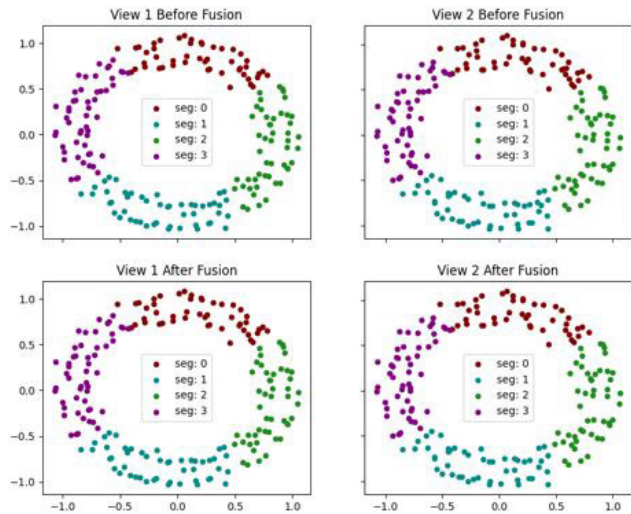 View 1 Before Fusion
View 2 Before Fusion
1.0
0.5
0.0
−0.5
−1.0
seg: 0
seg: 1
seg: 2
seg: 3
seg: 0
seg: 1
seg: 2
seg: 3
View 1 After Fusion
View 2 After Fusion
1.0
0.5
0.0
−0.5
−1.0
seg: 0
seg: 1
seg: 2
seg: 3
seg: 0
seg: 1
seg: 2
seg: 3
−1.0 −0.5 0.0 0.5 1.0
−1.0 −0.5 0.0 0.5 1.0